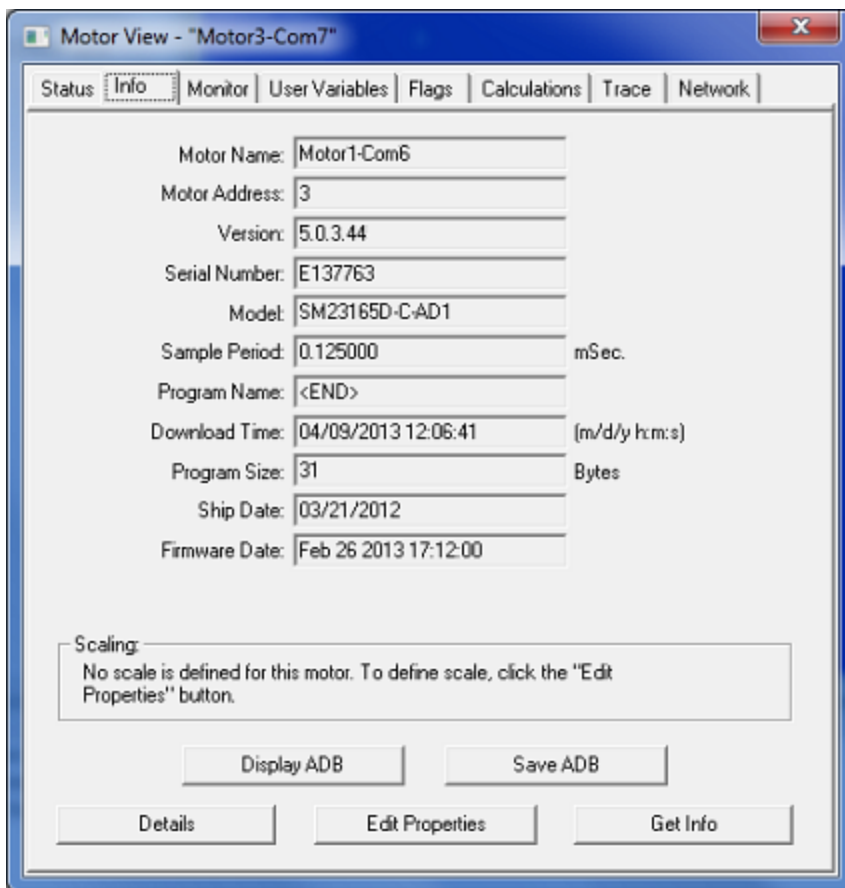 Motor View - "Motor3-Com7"
Status Info Monitor User Variables Flags Calculations Trace Network
Motor Name: Motor1-Com6
Motor Address: 3
Version: 5.0.3.44
Serial Number: E137763
Model: SM23165D-C-AD1
Sample Period: 0.125000 mSec.
Program Name: <END>
Download Time: 04/09/2013 12:06:41 (m/d/y h:m:s)
Program Size: 31 Bytes
Ship Date: 03/21/2012
Firmware Date: Feb 26 2013 17:12:00
Scaling:
No scale is defined for this motor. To define scale, click the "Edit
Properties" button.
Display ADB Save ADB
Details Edit Properties Get Info